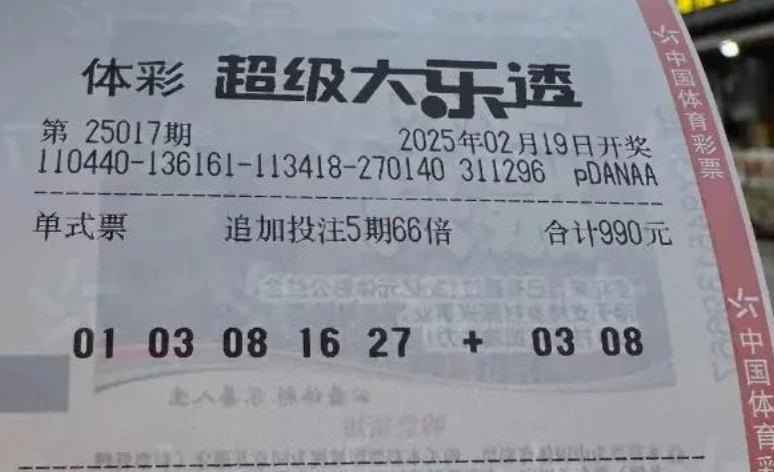 体彩 超级大乐透
第 25017期 2025年02月19日开奖
110440-136161-113418-270140 311296 pDANAA
单式票 追加投注5期66倍 合计990元
01 03 08 16 27 + 03 08
中国体育彩票
中国体育彩